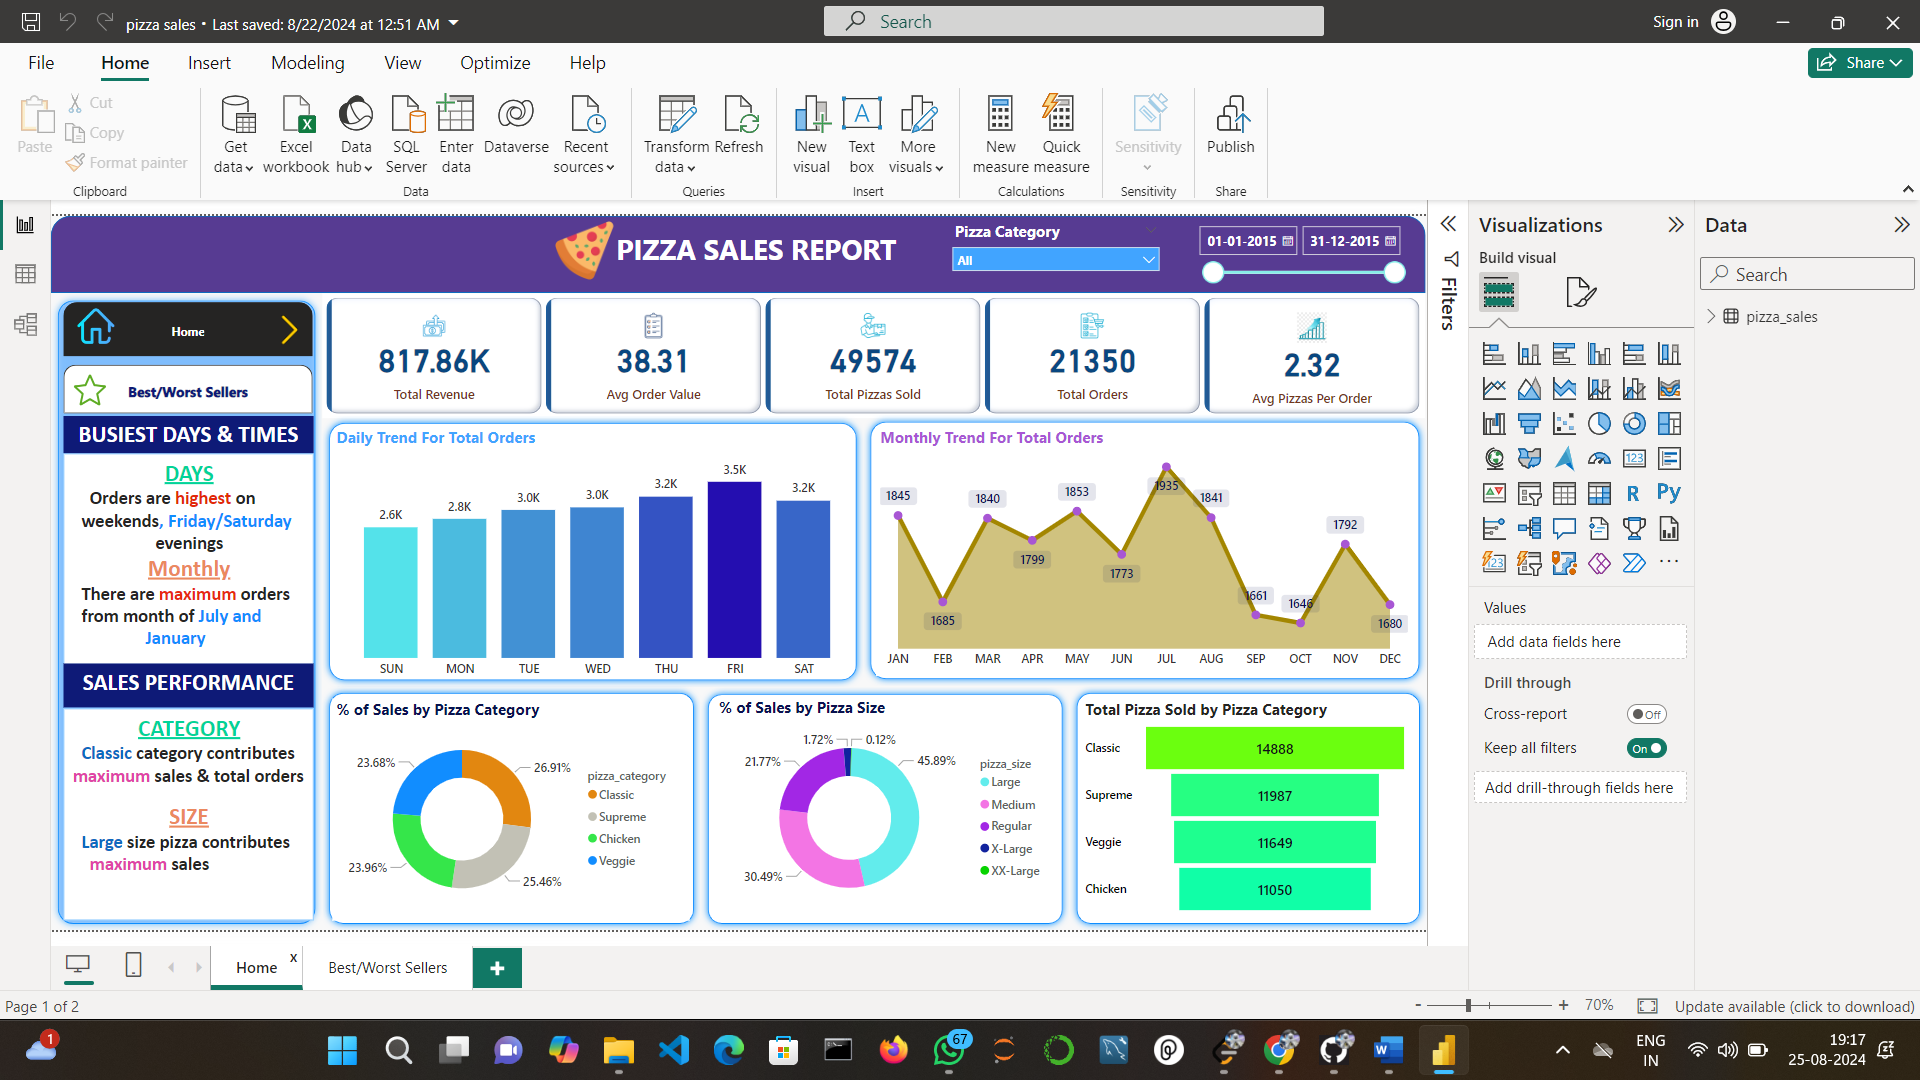 pizza sales • Last saved: 8/22/2024 at 12:51 AM
Search
Sign in
File
Home
Insert
Modeling
View
Optimize
Help
Share
Paste
Cut
Copy
Format painter
Clipboard
Get data
Excel workbook
Data hub
SQL Server
Enter data
Dataverse
Recent sources
Data
Transform data
Refresh
Queries
New visual
Text box
More visuals
Insert
New measure
Quick measure
Calculations
Sensitivity
Sensitivity
Publish
Share
PIZZA SALES REPORT
Pizza Category
All
01-01-2015
31-12-2015
Home
Best/Worst Sellers
BUSIEST DAYS & TIMES
DAYS
Orders are highest on
weekends, Friday/Saturday
evenings
Monthly
There are maximum orders
from month of July and
January
SALES PERFORMANCE
CATEGORY
Classic category contributes
maximum sales & total orders
SIZE
Large size pizza contributes
maximum sales
817.86K
Total Revenue
38.31
Avg Order Value
49574
Total Pizzas Sold
21350
Total Orders
2.32
Avg Pizzas Per Order
Daily Trend For Total Orders
2.6K
2.8K
3.0K
3.0K
3.2K
3.5K
3.2K
SUN
MON
TUE
WED
THU
FRI
SAT
Monthly Trend For Total Orders
1845
1685
1840
1799
1853
1773
1935
1841
1661
1646
1792
1680
JAN
FEB
MAR
APR
MAY
JUN
JUL
AUG
SEP
OCT
NOV
DEC
% of Sales by Pizza Category
23.68%
26.91%
23.96%
25.46%
pizza_category
Classic
Supreme
Chicken
Veggie
% of Sales by Pizza Size
1.72%
0.12%
21.77%
45.89%
30.49%
pizza_size
Large
Medium
Regular
X-Large
XX-Large
Total Pizza Sold by Pizza Category
Classic
14888
Supreme
11987
Veggie
11649
Chicken
11050
Filters
Visualizations
Build visual
123
R
Py
123
Values
Add data fields here
Drill through
Cross-report
Off
Keep all filters
On
Add drill-through fields here
Data
Search
pizza_sales
Home
x
Best/Worst Sellers
+
Page 1 of 2
- + 70%
Update available (click to download)
1
67
ENG
IN
19:17
25-08-2024